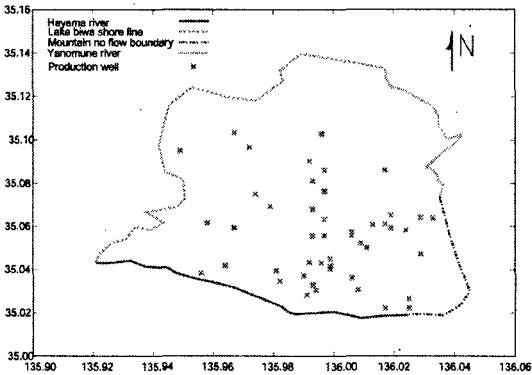 35.16
Hayama river
Lake biwa shore line
Mountain no flow boundary
Yanomune river
Production well
N
35.14
35.12
35.10
35.08
35.06
35.04
35.02
35.00
135.90 135.92 135.94 135.96 135.98 136.00 136.02 136.04 136.06